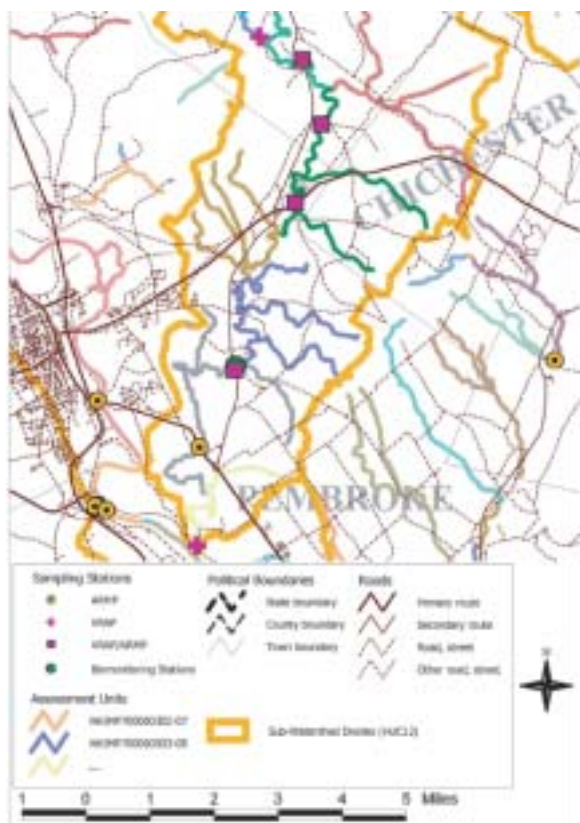 CHICHESTER
PEMBROKE
Sampling Stations
ARMP
VRAP
VRAP/ARMP
Biomonitoring Stations
Political Boundaries
State boundary
County boundary
Town boundary
Roads
Primary route
Secondary route
Road, street
Other road, street
Assessment Units
Sub-Watershed Divides (HUC12)
N
1 0 1 2 3 4 5 Miles